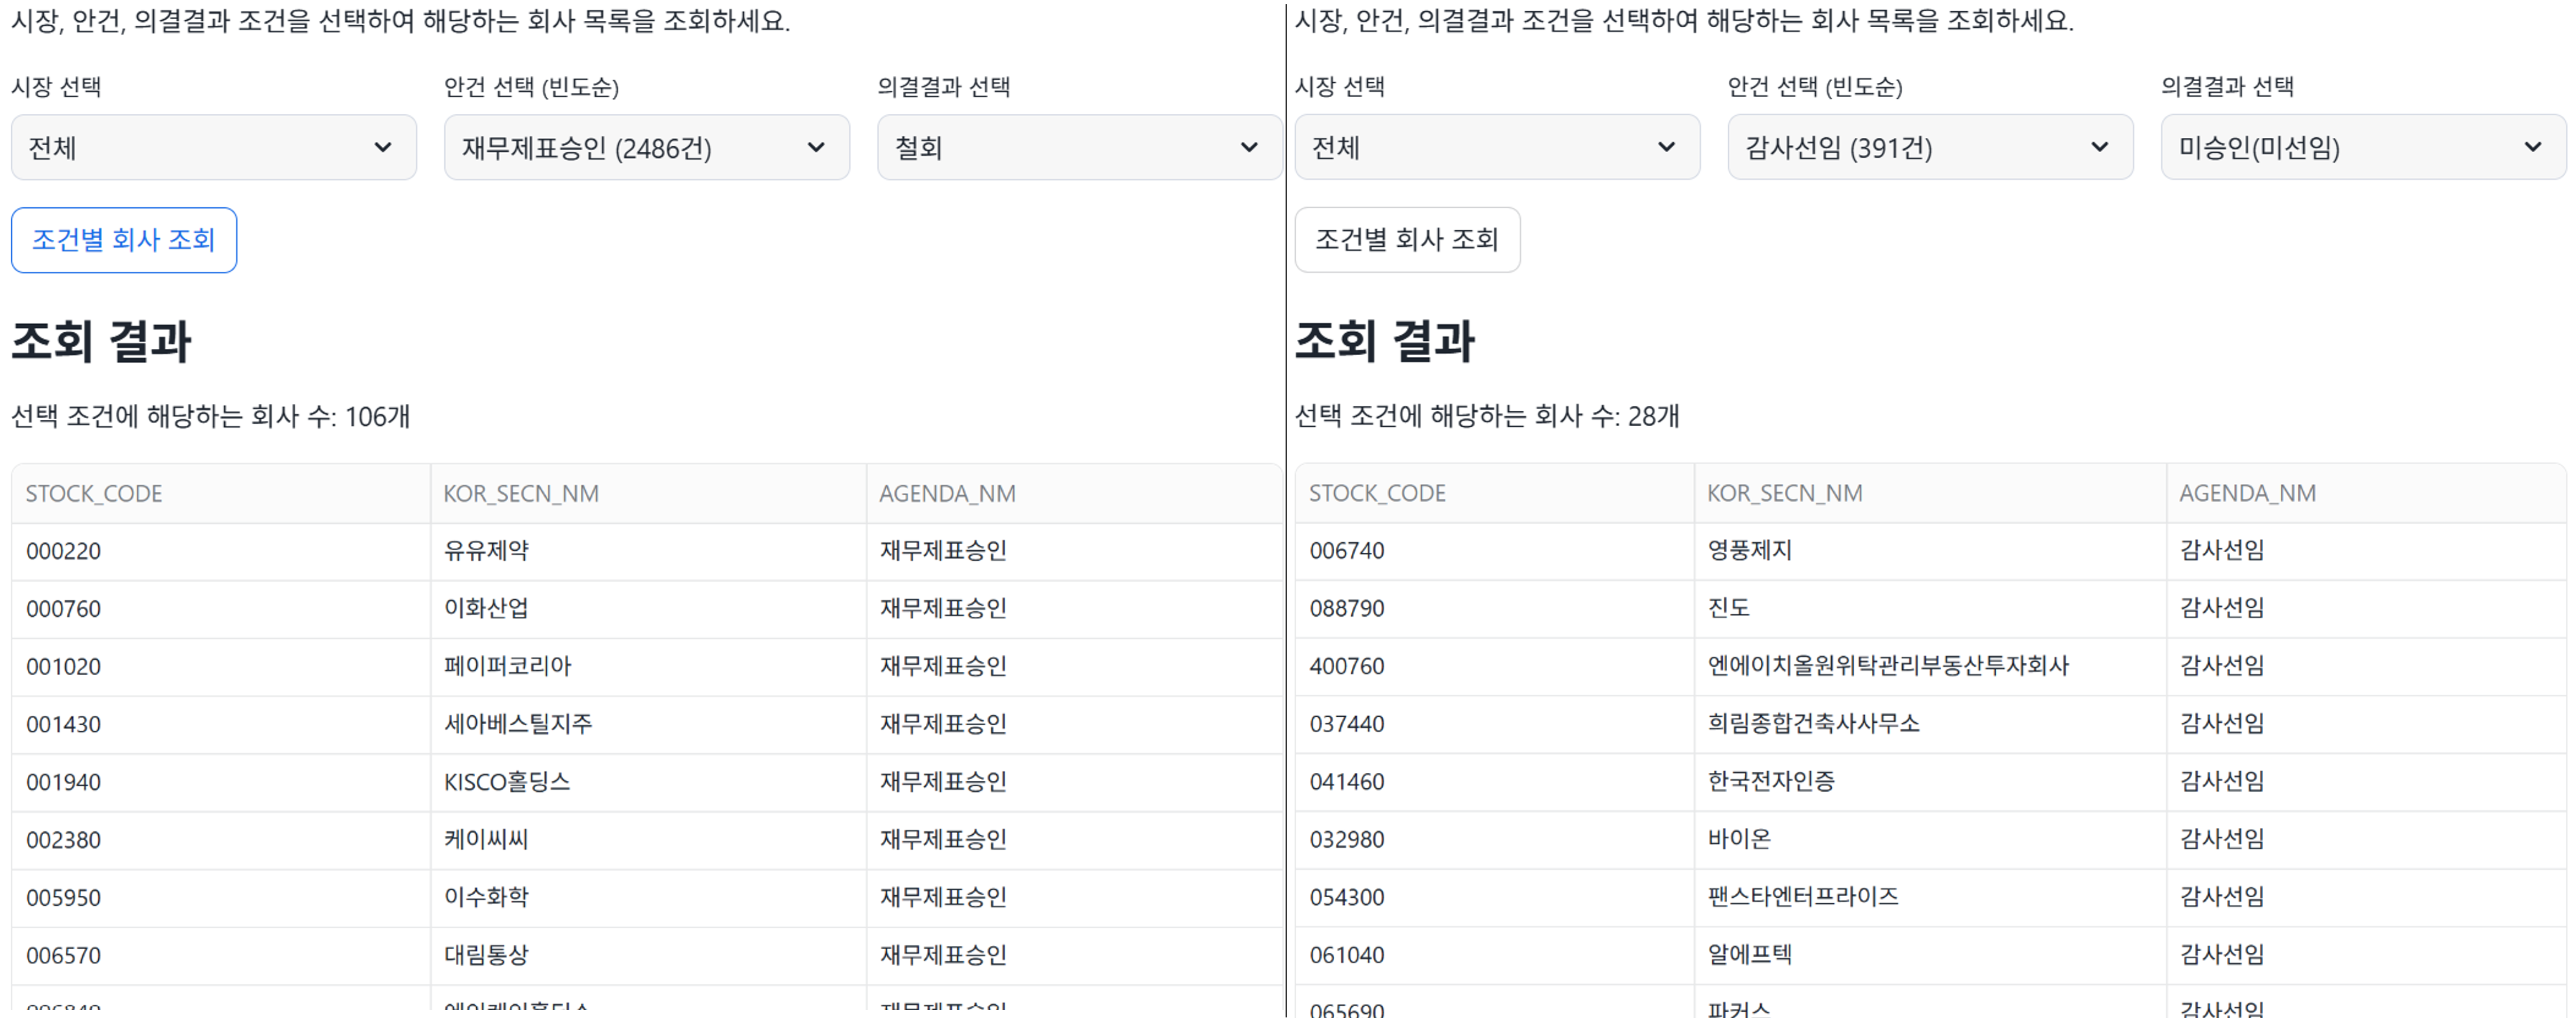 시장, 안건, 의결결과 조건을 선택하여 해당하는 회사 목록을 조회하세요.
시장 선택 안건 선택 (빈도순) 의결결과 선택
전체 재무제표승인 (2486건) 철회
조건별 회사 조회
조회 결과
선택 조건에 해당하는 회사 수: 106개
STOCK_CODE KOR_SECN_NM AGENDA_NM
000220 유유제약 재무제표승인
000760 이화산업 재무제표승인
001020 페이퍼코리아 재무제표승인
001430 세아베스틸지주 재무제표승인
001940 KISCO홀딩스 재무제표승인
002380 케이씨씨 재무제표승인
005950 이수화학 재무제표승인
006570 대림통상 재무제표승인
재무제표승인
시장, 안건, 의결결과 조건을 선택하여 해당하는 회사 목록을 조회하세요.
시장 선택 안건 선택 (빈도순) 의결결과 선택
전체 감사선임 (391건) 미승인(미선임)
조건별 회사 조회
조회 결과
선택 조건에 해당하는 회사 수: 28개
STOCK_CODE KOR_SECN_NM AGENDA_NM
006740 영풍제지 감사선임
088790 진도 감사선임
400760 엔에이치올원위탁관리부동산투자회사 감사선임
037440 희림종합건축사사무소 감사선임
041460 한국전자인증 감사선임
032980 바이온 감사선임
054300 팬스타엔터프라이즈 감사선임
061040 알에프텍 감사선임
065690 파커스 감사선임